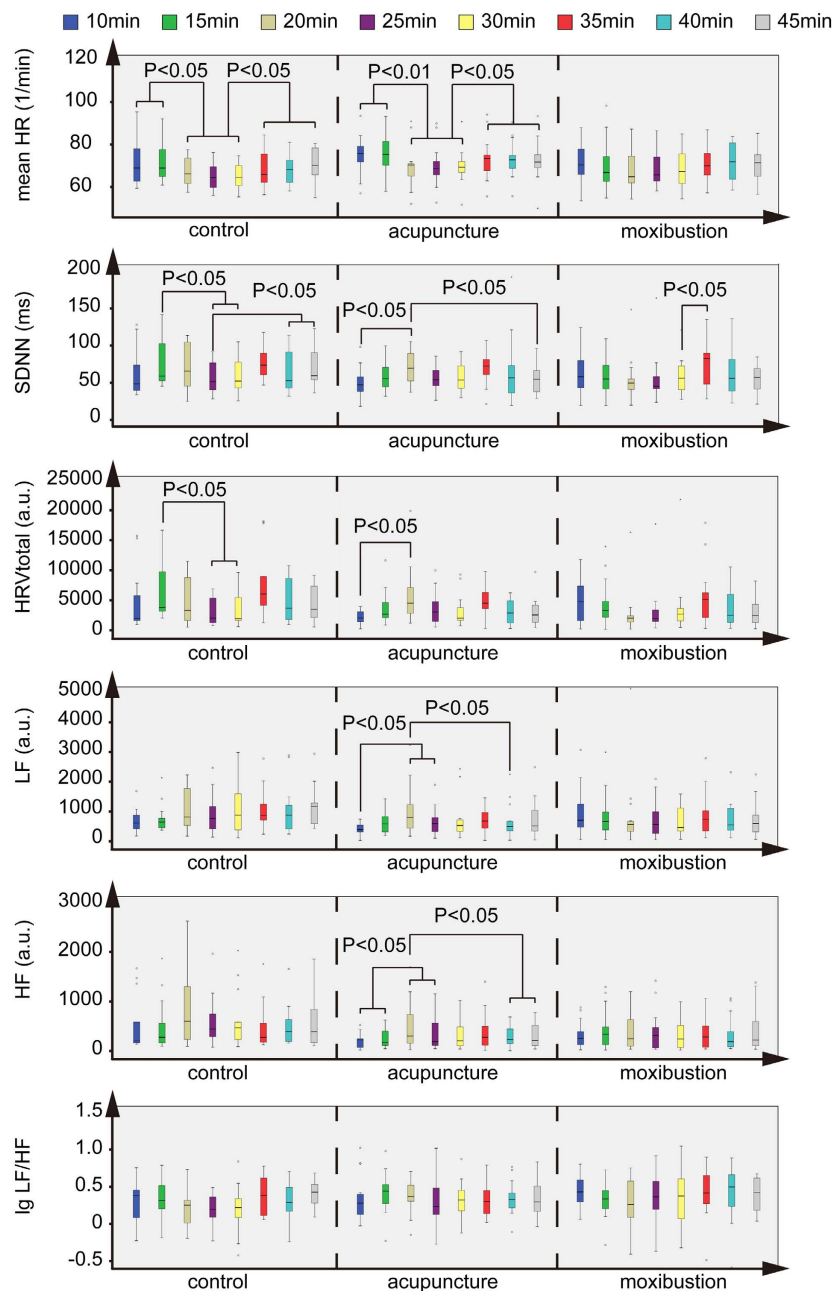 10min 15min 20min 25min 30min 35min 40min 45min
mean HR (1/min)
120
100
80
60
P<0.05 P<0.05 P<0.01 P<0.05
control acupuncture moxibustion
SDNN (ms)
200
150
100
50
0
P<0.05 P<0.05 P<0.05 P<0.05 P<0.05
control acupuncture moxibustion
HRVtotal (a.u.)
25000
20000
15000
10000
5000
0
P<0.05 P<0.05
control acupuncture moxibustion
LF (a.u.)
5000
4000
3000
2000
1000
0
P<0.05 P<0.05
control acupuncture moxibustion
HF (a.u.)
3000
2000
1000
0
P<0.05 P<0.05
control acupuncture moxibustion
lg LF/HF
1.5
1.0
0.5
0
-0.5
control acupuncture moxibustion